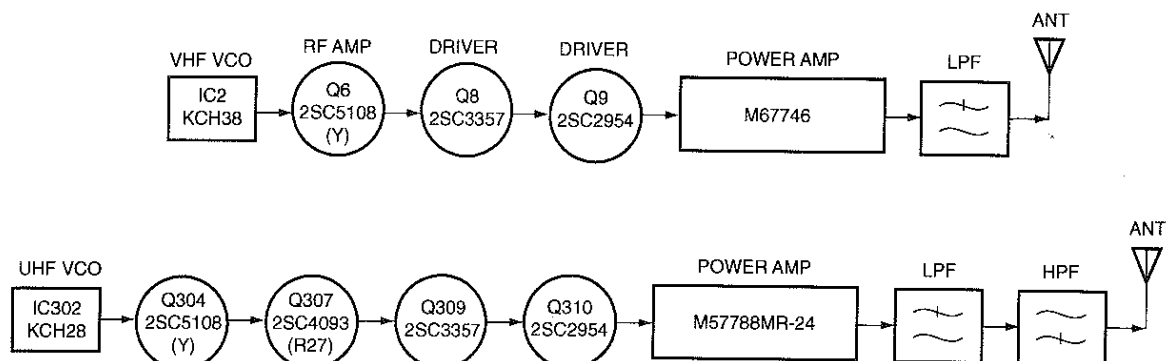 ANT
RF AMP
DRIVER
DRIVER
POWER AMP
LPF
VHF VCO
IC2
KCH38
Q6
2SC5108
(Y)
Q8
2SC3357
Q9
2SC2954
M67746
ANT
UHF VCO
POWER AMP
LPF
HPF
IC302
KCH28
Q304
2SC5108
(Y)
Q307
2SC4093
(R27)
Q309
2SC3357
Q310
2SC2954
M57788MR-24